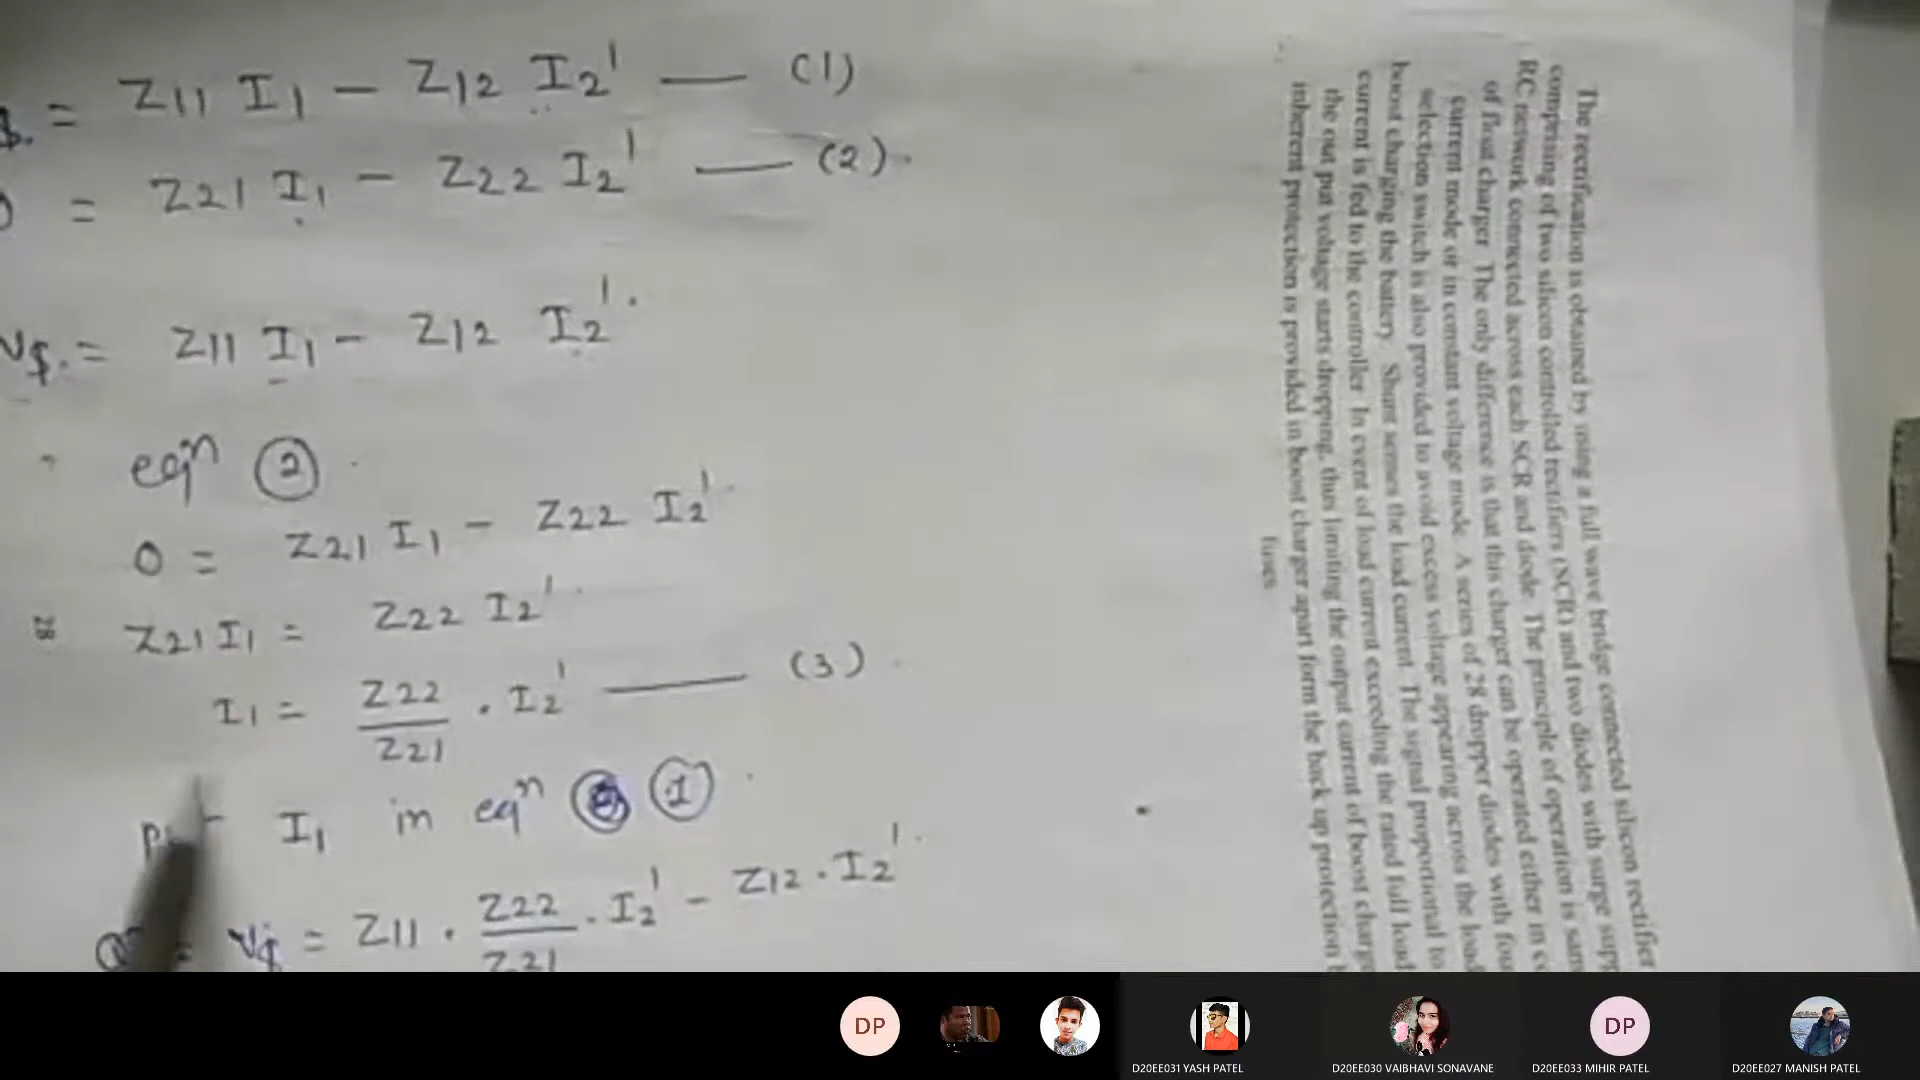 = Z11 I1 - Z12 I2' — (1)
0 = Z21 I1 - Z22 I2' — (2).
V$. = Z11 I1 - Z12 I2'.
eqn (2).
0 = Z21 I1 - Z22 I2'
Z21 I1 = Z22 I2'
I1 = Z22/Z21 . I2' — (3)
I1 in eqn (1)
V$ = Z11 . Z22/Z21 . I2' - Z12 . I2'
The rectification is obtained by using a full wave bridge connected silicon rectifier
comprising of two silicon controlled rectifiers (SCR) and two diodes with surge
RC network connected across each SCR and diode. The principle of operation is
of float charger. The only difference is that this charger can be operated either in
current mode or in constant voltage mode. A series of 28 dropper diodes with
selection switch is also provided to avoid excess voltage appearing across the
boost charging the battery. Shunt senses the load current. The signal proportional to
current is fed to the controller. In event of load current exceeding the rated full load
the out put voltage starts dropping, thus limiting the output current of boost
inherent protection is provided in boost charger apart form the back up protection
fuses
DP
D20EE031 YASH PATEL
D20EE030 VAIBHAVI SONAVANE
DP
D20EE033 MIHIR PATEL
D20EE027 MANISH PATEL